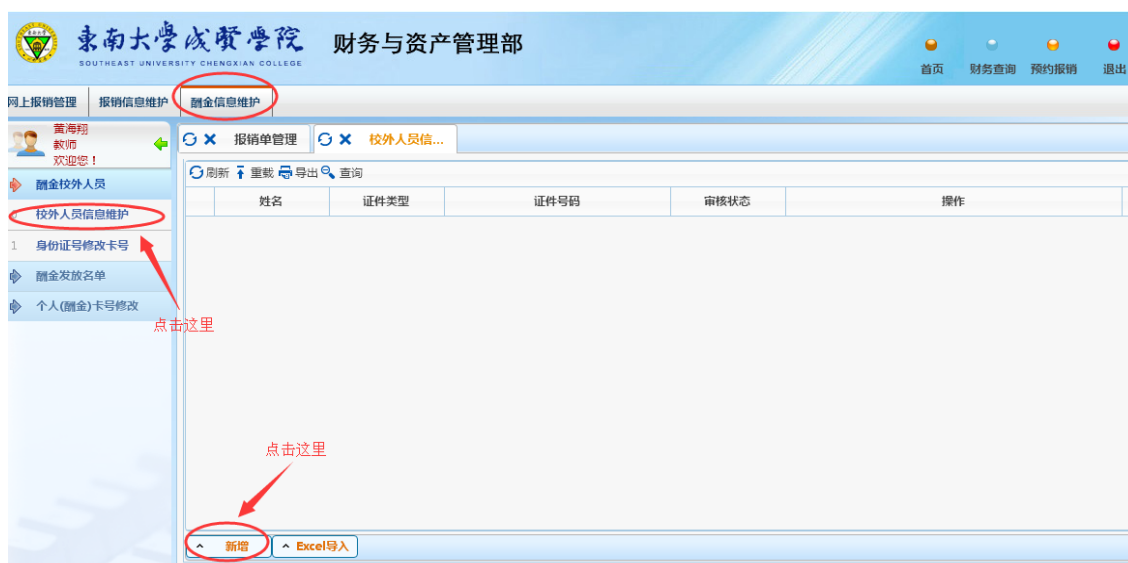 东南大学成贤学院 财务与资产管理部
SOUTHEAST UNIVERSITY CHENGXIAN COLLEGE
首页 财务查询 预约报销 退出
网上报销管理 报销信息维护 酬金信息维护
黄海翔
教师
欢迎您！
报销单管理 校外人员信...
刷新 重载 导出 查询
酬金校外人员
姓名 证件类型 证件号码 审核状态 操作
校外人员信息维护
1 身份证号修改卡号
酬金发放名单
个人(酬金)卡号修改
点击这里
点击这里
新增 Excel导入